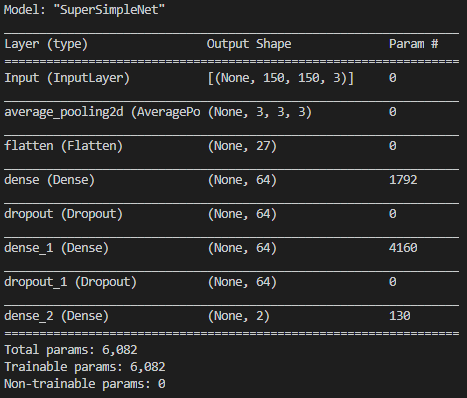 Model: "SuperSimpleNet"
Layer (type) Output Shape Param #
Input (InputLayer) [(None, 150, 150, 3)] 0
average_pooling2d (AveragePo (None, 3, 3, 3) 0
flatten (Flatten) (None, 27) 0
dense (Dense) (None, 64) 1792
dropout (Dropout) (None, 64) 0
dense_1 (Dense) (None, 64) 4160
dropout_1 (Dropout) (None, 64) 0
dense_2 (Dense) (None, 2) 130
Total params: 6,082
Trainable params: 6,082
Non-trainable params: 0